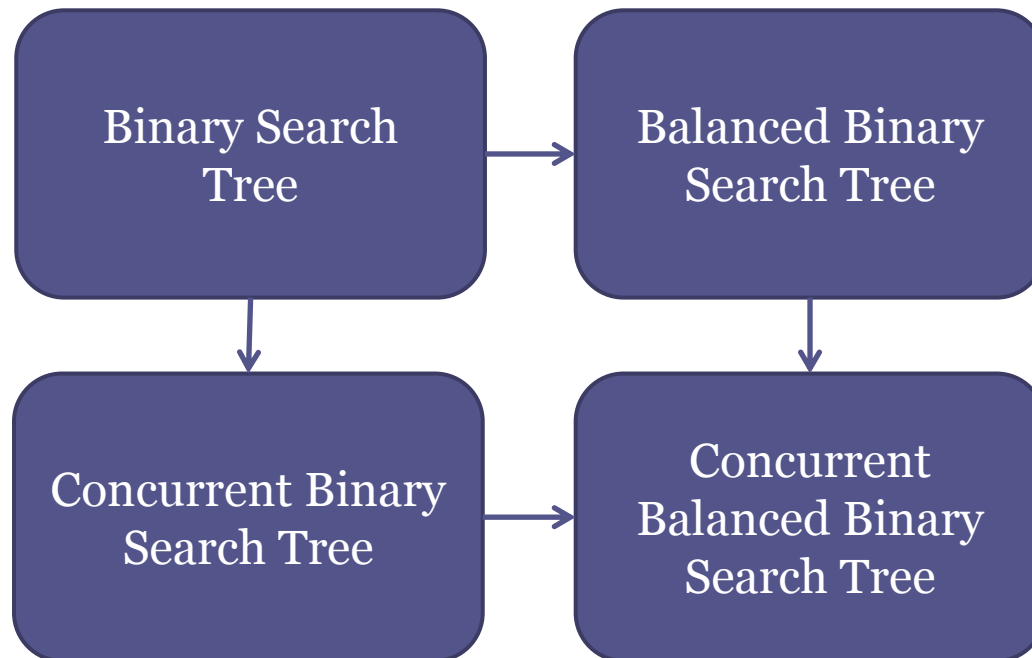 Binary Search
Tree
Balanced Binary
Search Tree
Concurrent Binary
Search Tree
Concurrent
Balanced Binary
Search Tree